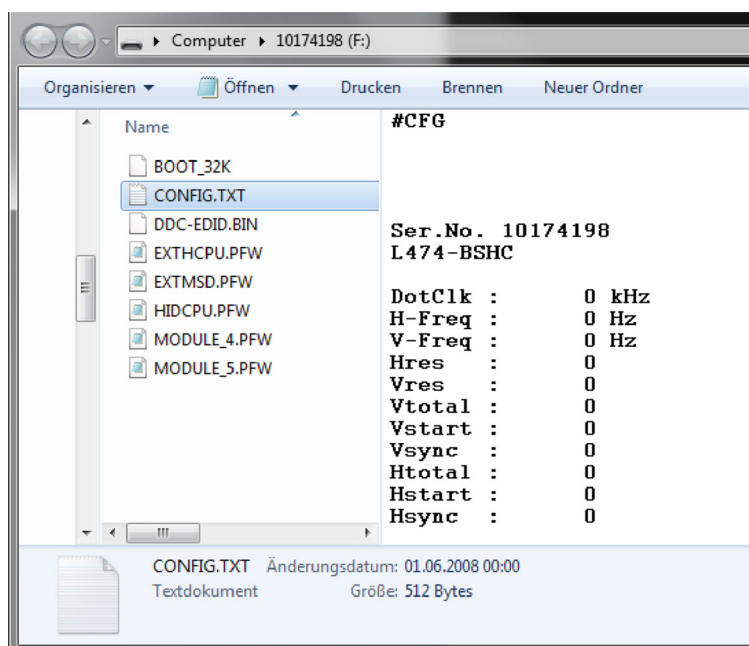 Computer 10174198 (F:)
Organisieren Öffnen Drucken Brennen Neuer Ordner
Name
BOOT_32K
CONFIG.TXT
DDC-EDID.BIN
EXTHCPU.PFW
EXTMSD.PFW
HIDCPU.PFW
MODULE_4.PFW
MODULE_5.PFW
#CFG
Ser.No. 10174198
L474-BSHC
DotClk : 0 kHz
H-Freq : 0 Hz
V-Freq : 0 Hz
Hres : 0
Vres : 0
Vtotal : 0
Vstart : 0
Vsync : 0
Htotal : 0
Hstart : 0
Hsync : 0
CONFIG.TXT Änderungsdatum: 01.06.2008 00:00
Textdokument Größe: 512 Bytes